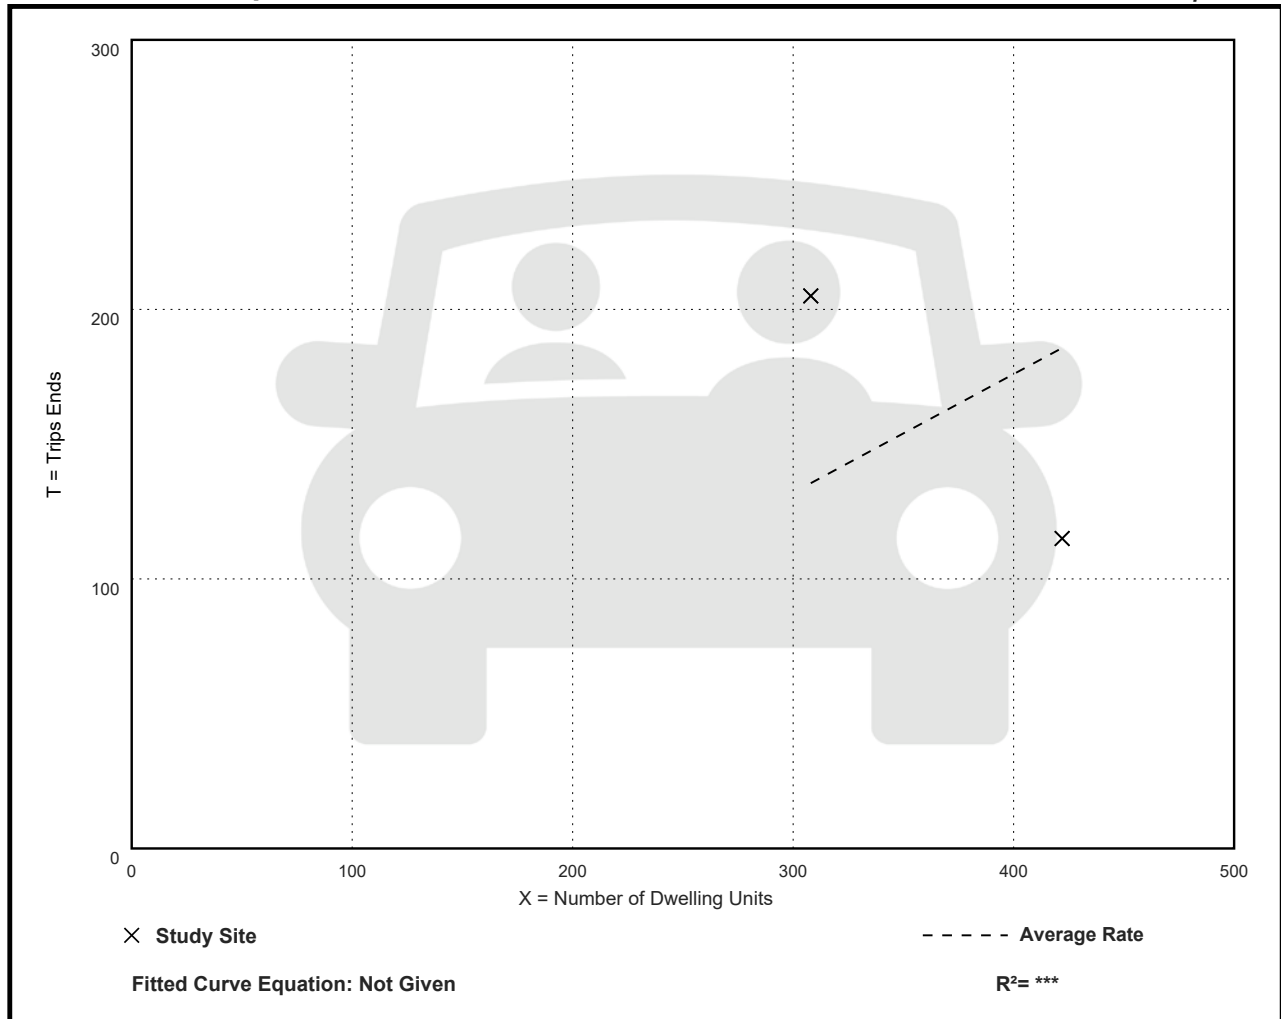 300
200
100
0
T = Trips Ends
0 100 200 300 400 500
X = Number of Dwelling Units
Study Site
Average Rate
Fitted Curve Equation: Not Given
R²= ***